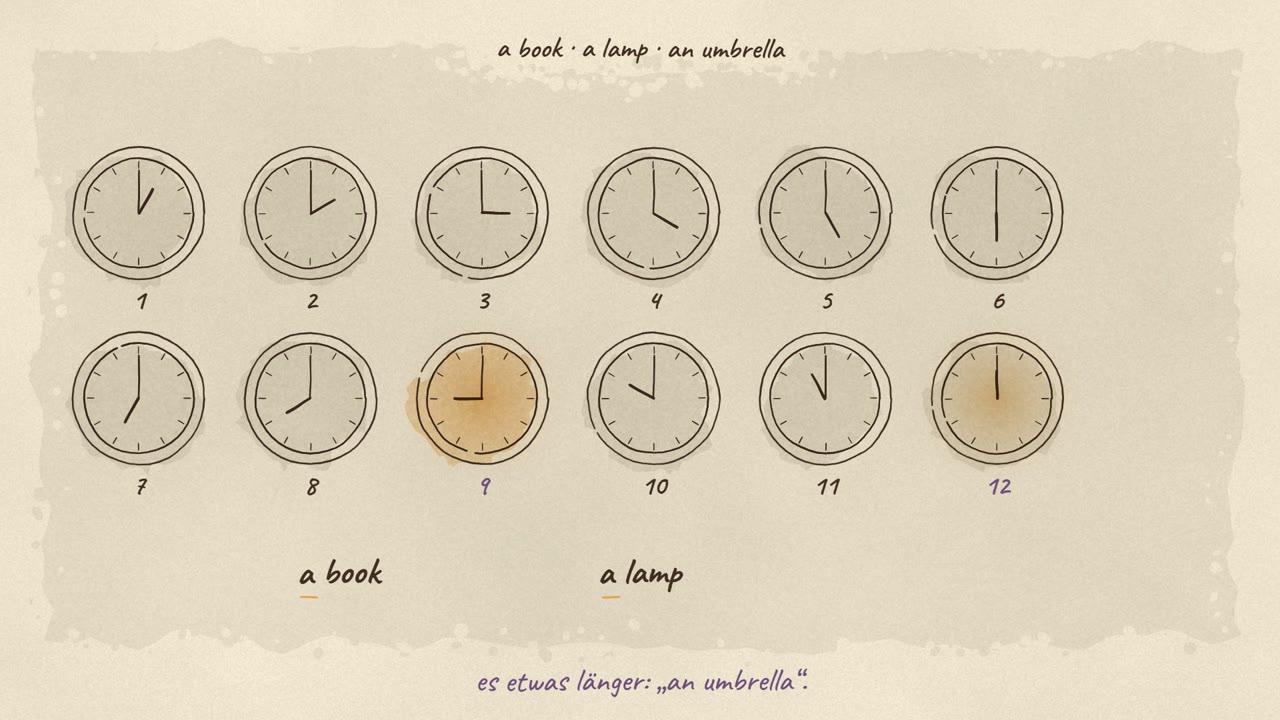 a book · a lamp · an umbrella
1 2 3 4 5 6
7 8 9 10 11 12
a book a lamp
es etwas länger: „an umbrella“.